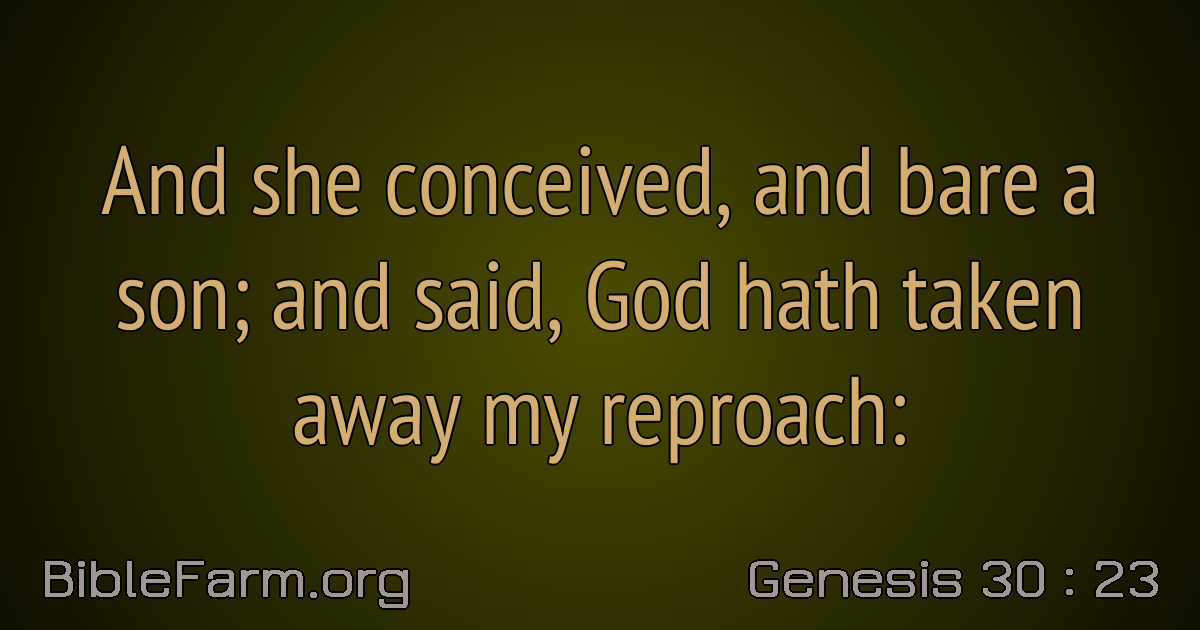 And she conceived, and bare a
son; and said, God hath taken
away my reproach:
BibleFarm.org
Genesis 30 : 23